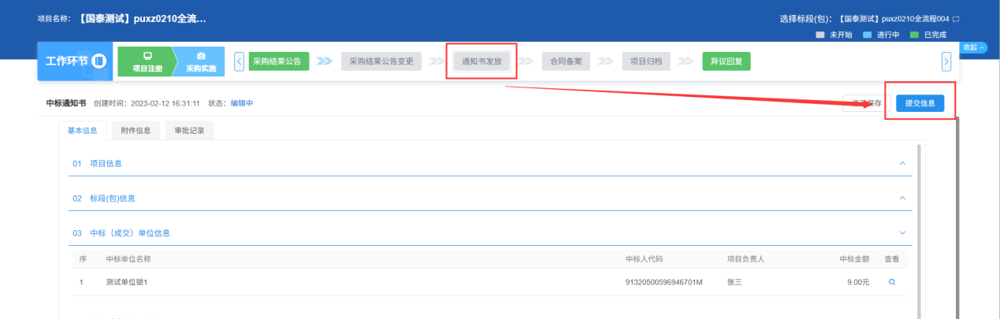 项目名称: 【国泰测试】puxz0210全流...
选择标段(包): 【国泰测试】puxz0210全流程004
未开始 进行中 已完成
收起
工作环节 项目注册 采购实施 采购结果公告 采购结果公告变更 通知书发放 合同备案 项目归档 异议回复
中标通知书 创建时间: 2023-02-12 16:31:11 状态: 编辑中
保存 提交信息
基本信息 附件信息 审批记录
01 项目信息
02 标段(包)信息
03 中标（成交）单位信息
序 中标单位名称 中标人代码 项目负责人 中标金额 查看
1 测试单位锁1 91320500596946701M 张三 9.00元